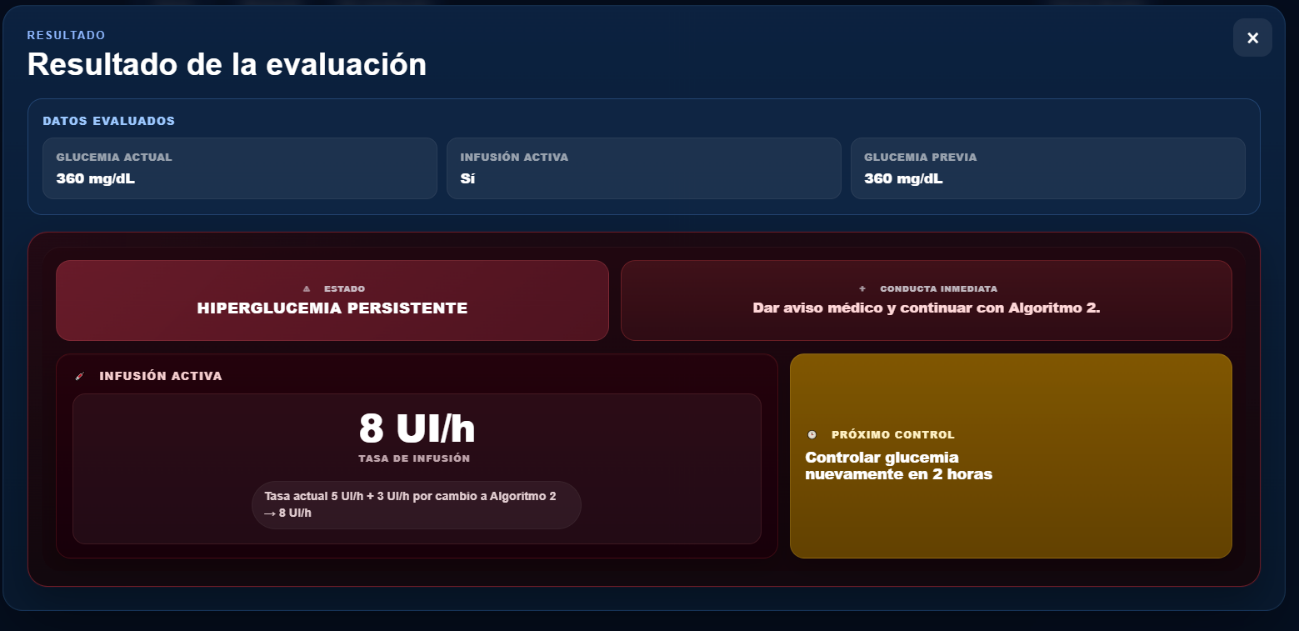 RESULTADO
Resultado de la evaluación
×
DATOS EVALUADOS
GLUCEMIA ACTUAL
360 mg/dL
INFUSIÓN ACTIVA
Sí
GLUCEMIA PREVIA
360 mg/dL
ESTADO
HIPERGLUCEMIA PERSISTENTE
CONDUCTA INMEDIATA
Dar aviso médico y continuar con Algoritmo 2.
INFUSIÓN ACTIVA
8 UI/h
TASA DE INFUSIÓN
Tasa actual 5 UI/h + 3 UI/h por cambio a Algoritmo 2
→ 8 UI/h
PRÓXIMO CONTROL
Controlar glucemia
nuevamente en 2 horas